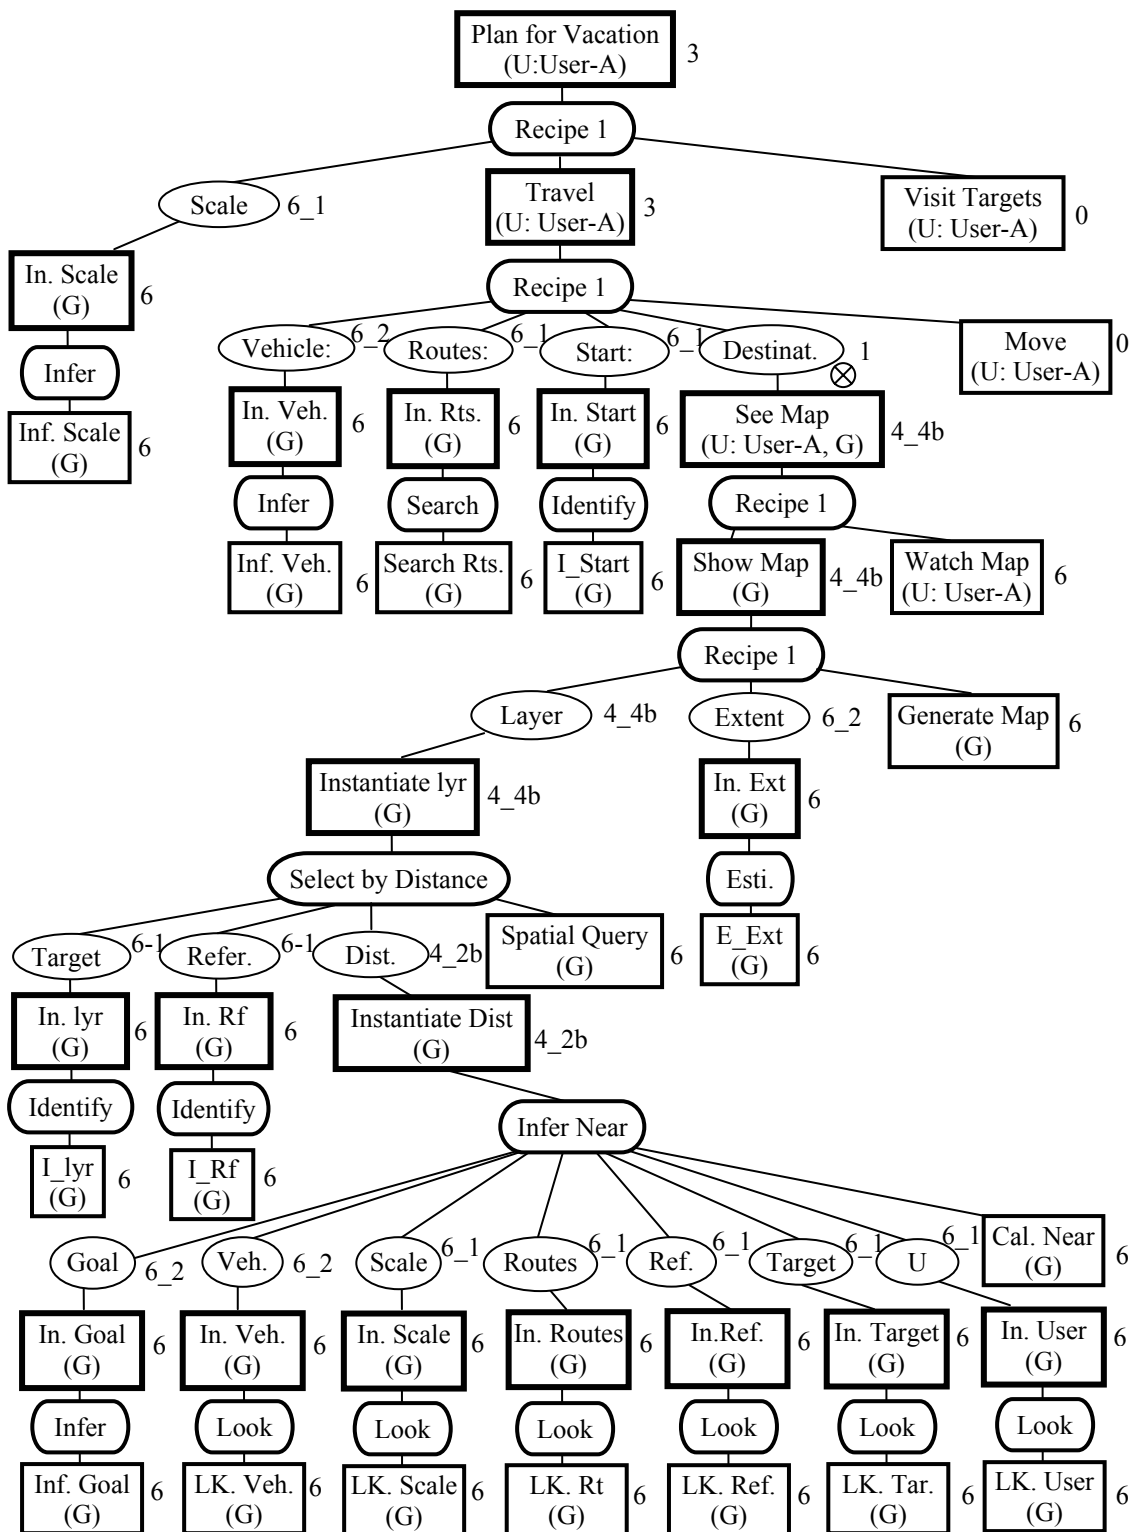 Plan for Vacation
(U:User-A)
3
Recipe 1
Scale
6_1
Travel
(U: User-A)
3
Visit Targets
(U: User-A)
0
In. Scale
(G)
6
Recipe 1
Infer
Vehicle:
6_2
Routes:
6_1
Start:
6_1
Destinat.
1
Move
(U: User-A)
0
Inf. Scale
(G)
6
In. Veh.
(G)
6
In. Rts.
(G)
6
In. Start
(G)
6
See Map
(U: User-A, G)
4_4b
Infer
Search
Identify
Recipe 1
Inf. Veh.
(G)
6
Search Rts.
(G)
6
I_Start
(G)
6
Show Map
(G)
4_4b
Watch Map
(U: User-A)
6
Recipe 1
Layer
4_4b
Extent
6_2
Generate Map
(G)
6
Instantiate lyr
(G)
4_4b
In. Ext
(G)
6
Select by Distance
Esti.
Target
6-1
Refer.
6-1
Dist.
4_2b
Spatial Query
(G)
6
E_Ext
(G)
6
In. lyr
(G)
6
In. Rf
(G)
6
Instantiate Dist
(G)
4_2b
Identify
Identify
Infer Near
I_lyr
(G)
6
I_Rf
(G)
6
Goal
6_2
Veh.
6_2
Scale
6_1
Routes
6_1
Ref.
6_1
Target
6_1
U
6_1
Cal. Near
(G)
6
In. Goal
(G)
6
In. Veh.
(G)
6
In. Scale
(G)
6
In. Routes
(G)
6
In.Ref.
(G)
6
In. Target
(G)
6
In. User
(G)
6
Infer
Look
Look
Look
Look
Look
Look
Inf. Goal
(G)
6
LK. Veh.
(G)
6
LK. Scale
(G)
6
LK. Rt
(G)
6
LK. Ref.
(G)
6
LK. Tar.
(G)
6
LK. User
(G)
6